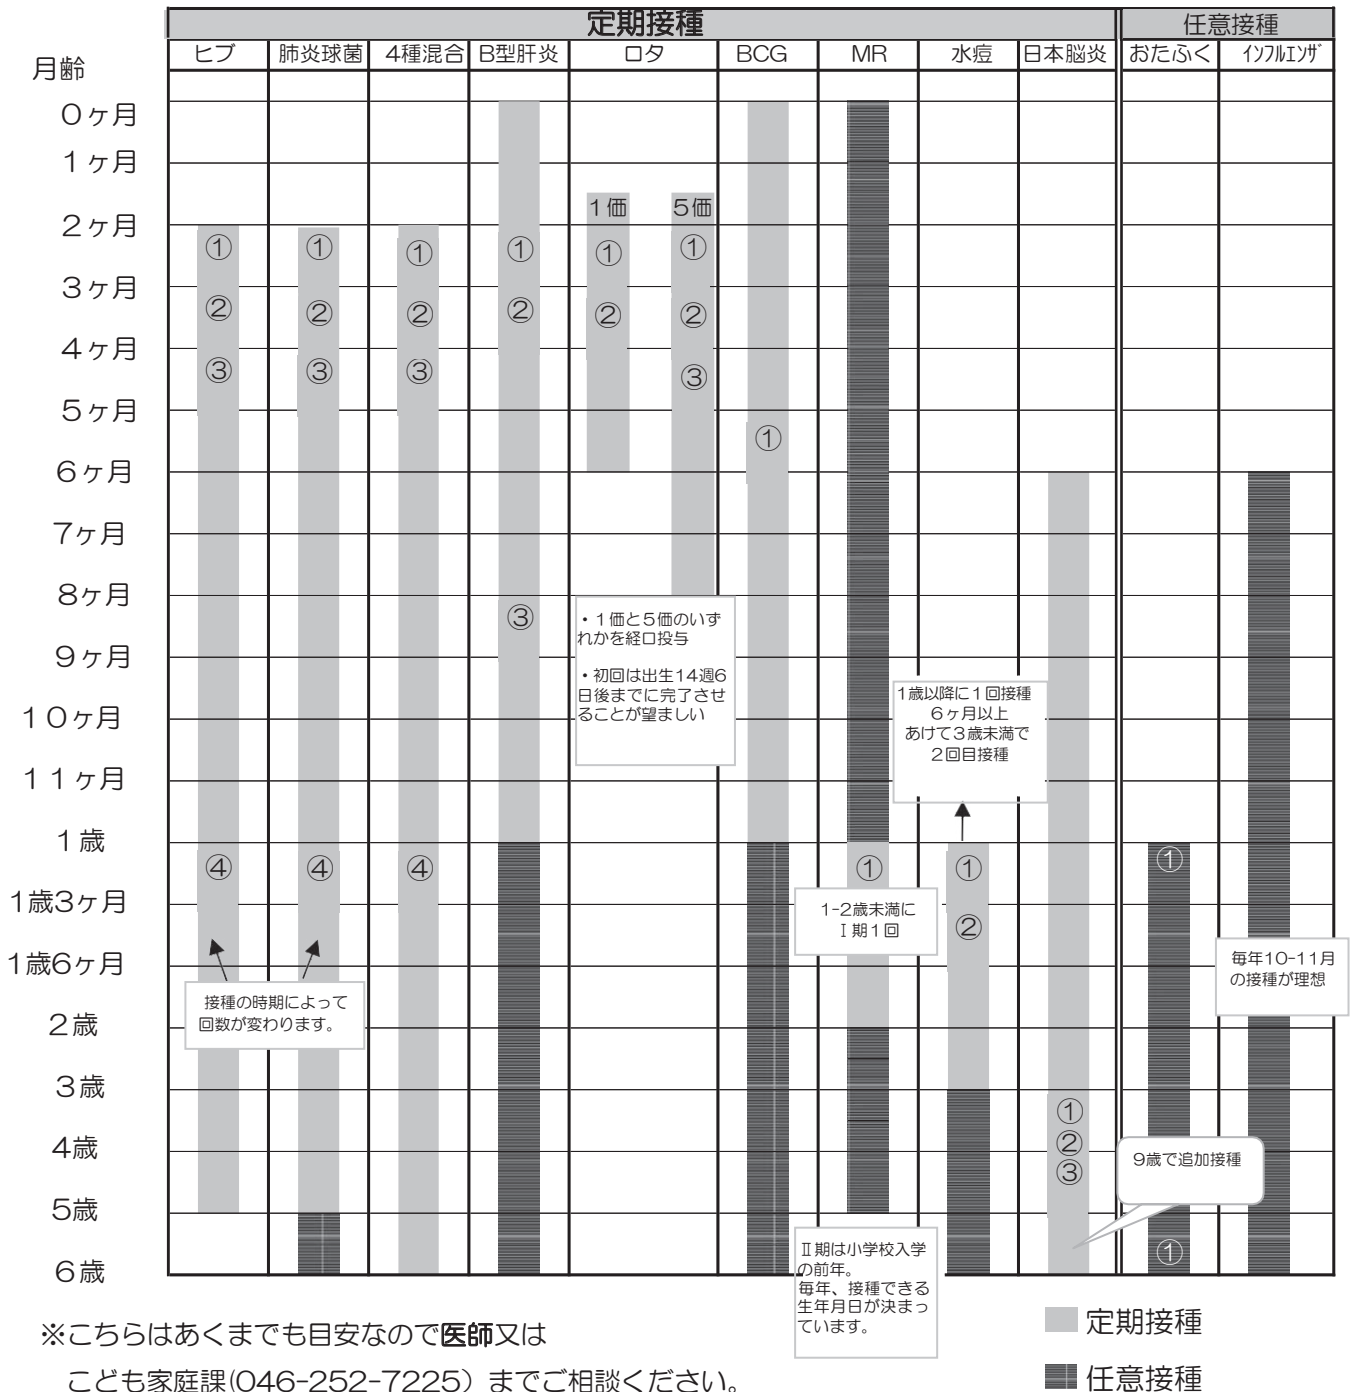 定期接種 任意接種
月齢 ヒブ 肺炎球菌 4種混合 B型肝炎 ロタ BCG MR 水痘 日本脳炎 おたふく ｲﾝﾌﾙｴﾝｻﾞ
0ヶ月
1ヶ月
1価 5価
2ヶ月
① ① ① ① ① ①
3ヶ月
② ② ② ② ② ②
4ヶ月
③ ③ ③ ③
5ヶ月
①
6ヶ月
7ヶ月
8ヶ月
③
9ヶ月
10ヶ月
11ヶ月
・1価と5価のいず
れかを経口投与
・初回は出生14週6
日後までに完了させ
ることが望ましい
1歳以降に1回接種
6ヶ月以上
あけて3歳未満で
2回目接種
1歳
④ ④ ④ ① ① ①
1歳3ヶ月
②
1-2歳未満に
Ⅰ期1回
1歳6ヶ月
毎年10-11月
の接種が理想
接種の時期によって
回数が変わります。
2歳
3歳
①
4歳
②
③
9歳で追加接種
5歳
①
6歳
Ⅱ期は小学校入学
の前年。
毎年、接種できる
生年月日が決まっ
ています。
※こちらはあくまでも目安なので医師又は
こども家庭課(046-252-7225）までご相談ください。
定期接種
任意接種